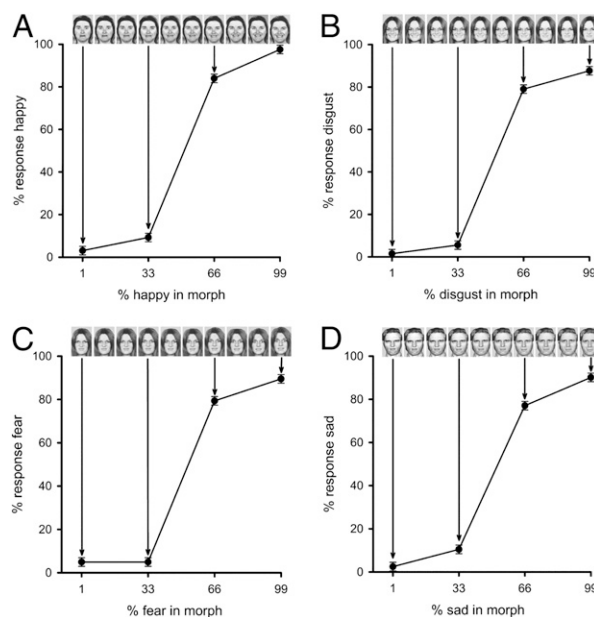 A
100
80
60
40
20
0
% response happy
1 33 66 99
% happy in morph
B
100
80
60
40
20
0
% response disgust
1 33 66 99
% disgust in morph
C
100
80
60
40
20
0
% response fear
1 33 66 99
% fear in morph
D
100
80
60
40
20
0
% response sad
1 33 66 99
% sad in morph